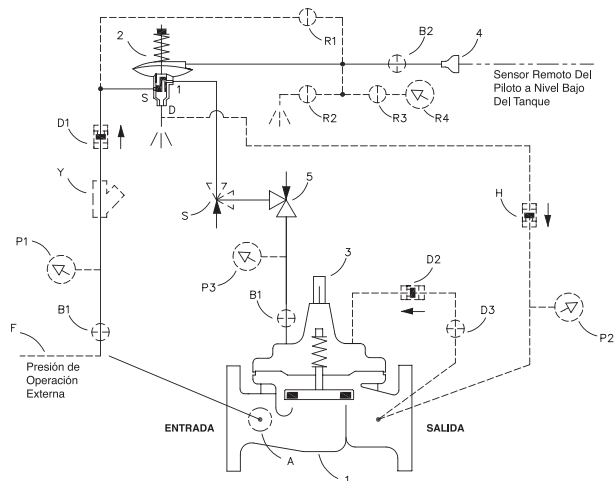 R1
2
B2
4
S
1
D
R2
R3
R4
Sensor Remoto Del
Piloto a Nivel Bajo
Del Tanque
D1
Y
S
5
H
P1
P3
3
D2
B1
D3
P2
B1
F
Presión de
Operación
Externa
ENTRADA
SALIDA
A
1